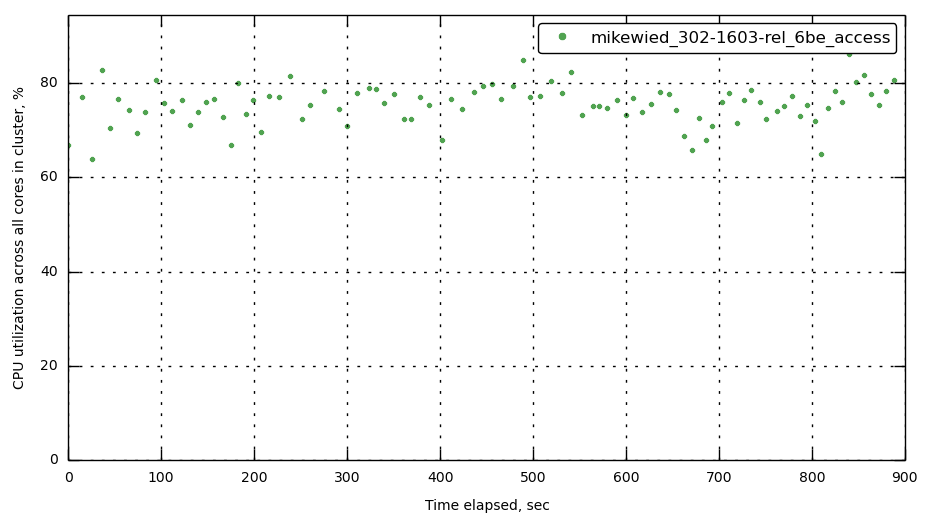 mikewied_302-1603-rel_6be_access
CPU utilization across all cores in cluster, %
80
60
40
20
0
0 100 200 300 400 500 600 700 800 900
Time elapsed, sec